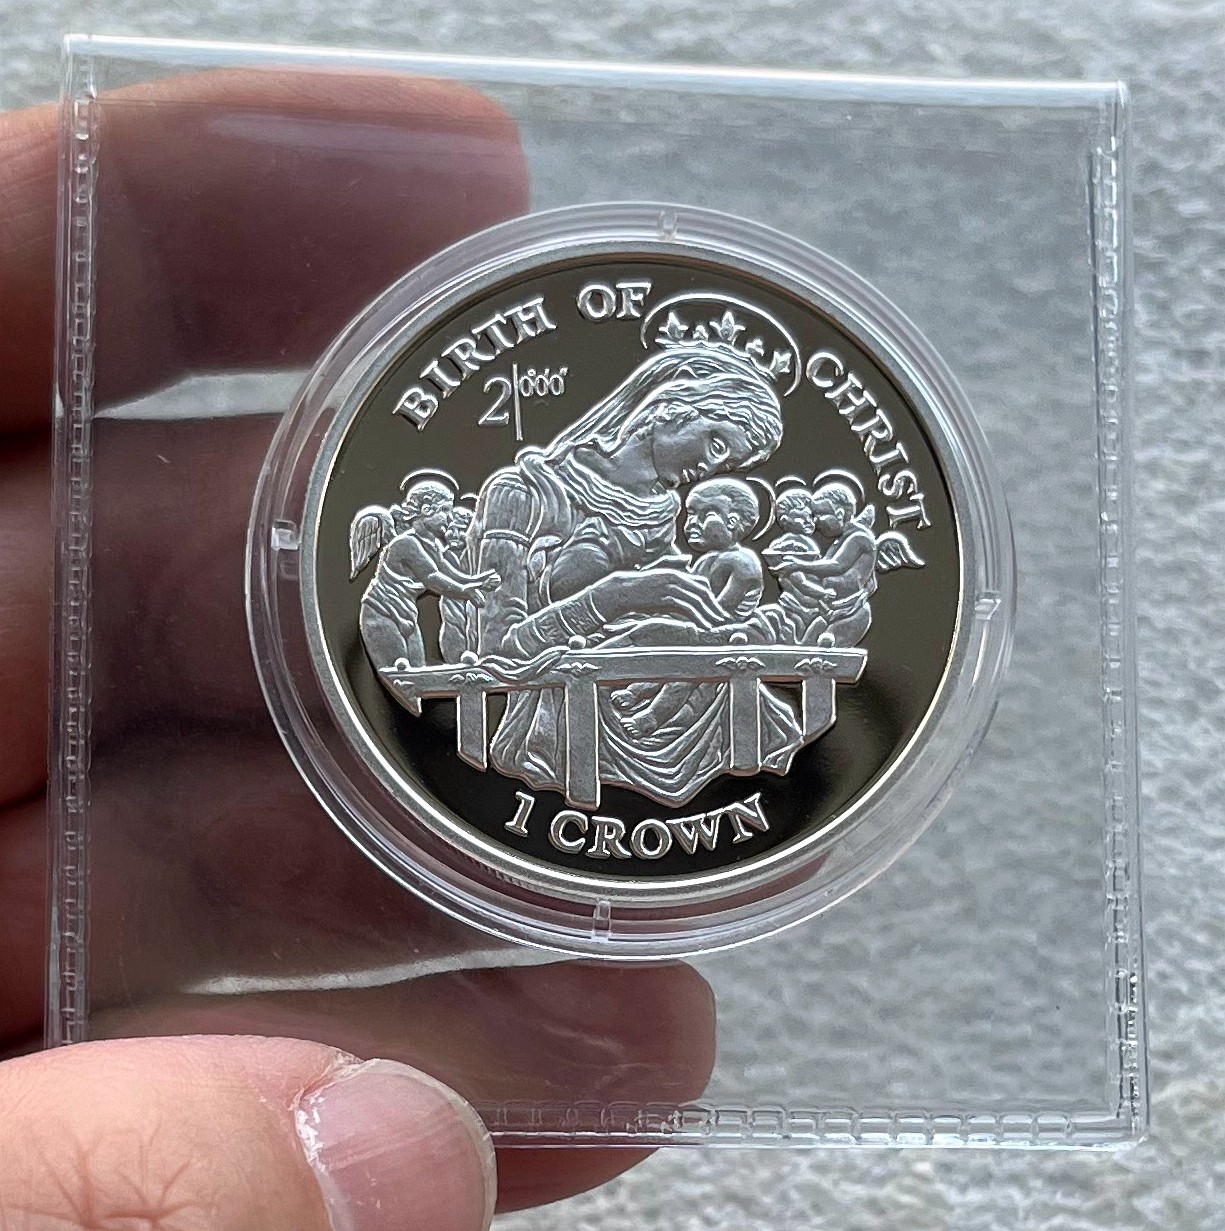 BIRTH OF CHRIST
2000
1 CROWN